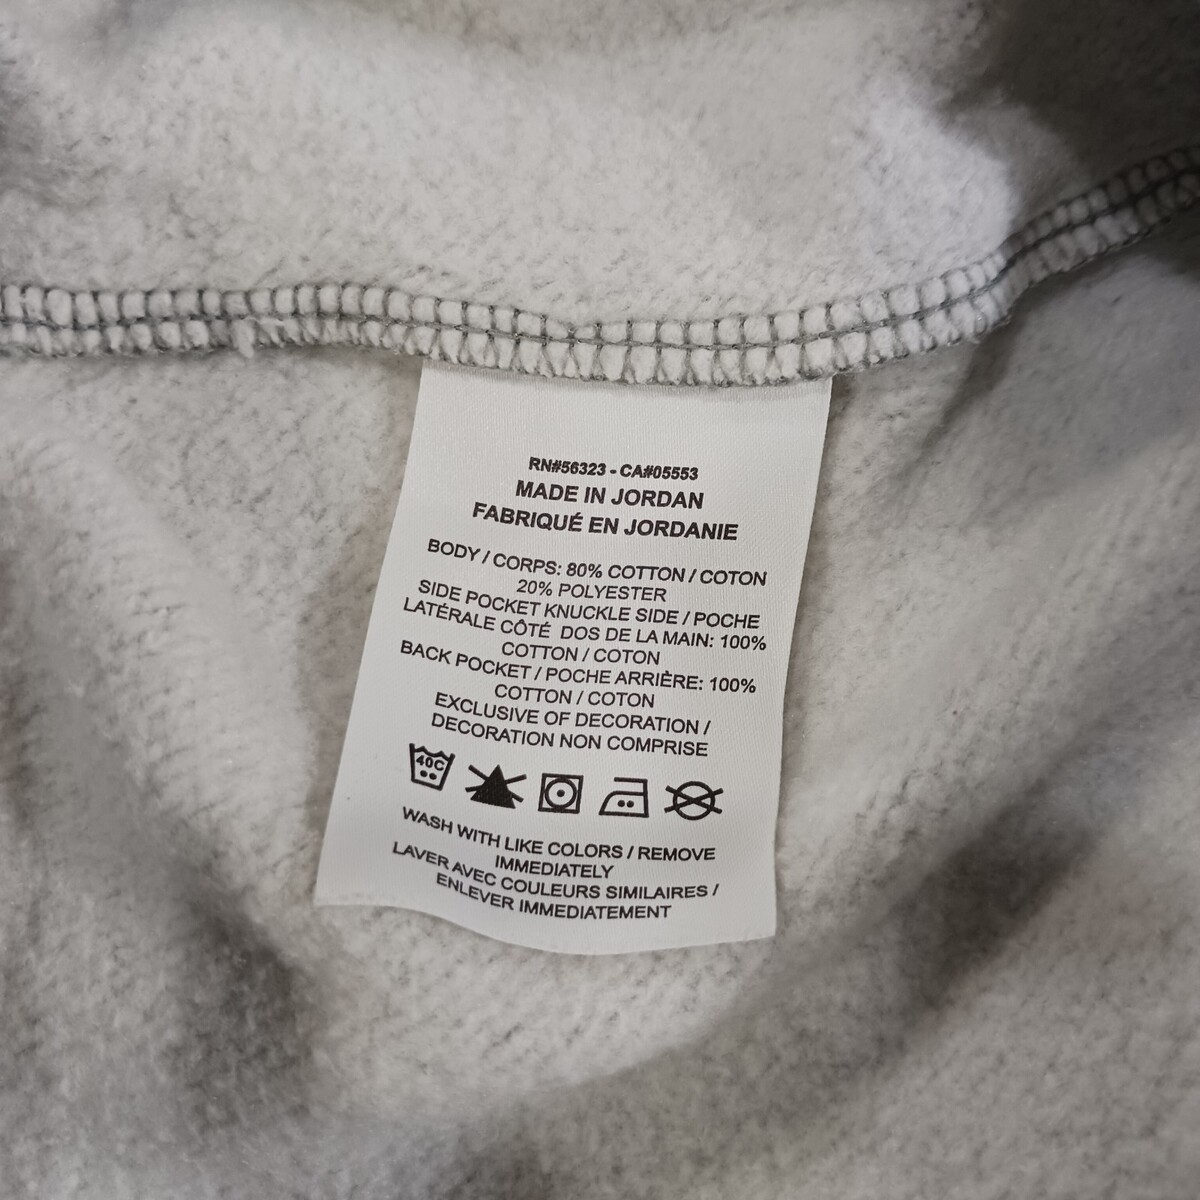 RN#56323 - CA#05553
MADE IN JORDAN
FABRIQUÉ EN JORDANIE
BODY / CORPS: 80% COTTON / COTON
20% POLYESTER
SIDE POCKET KNUCKLE SIDE / POCHE
LATÉRALE CÔTÉ DOS DE LA MAIN: 100%
COTTON / COTON
BACK POCKET / POCHE ARRIÈRE: 100%
COTTON / COTON
EXCLUSIVE OF DECORATION /
DECORATION NON COMPRISE
40C
WASH WITH LIKE COLORS / REMOVE
IMMEDIATELY
LAVER AVEC COULEURS SIMILAIRES /
ENLEVER IMMEDIATEMENT